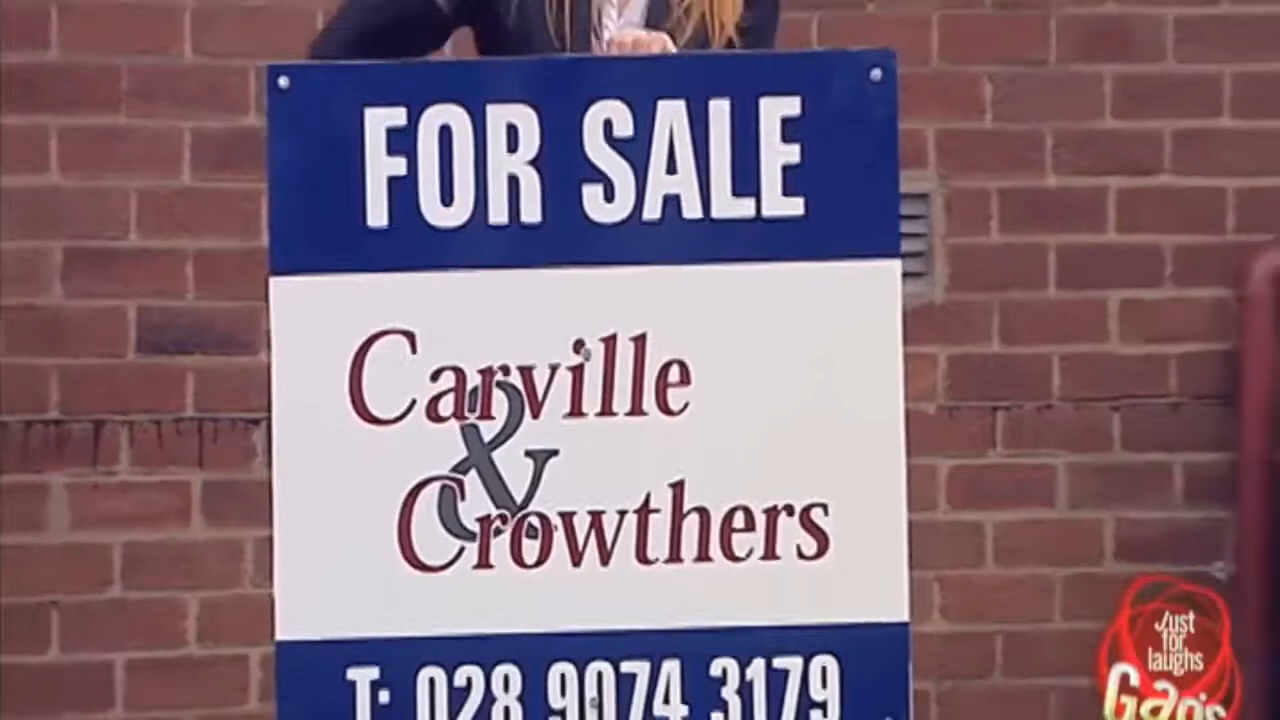 FOR SALE
Carville
&
Crowthers
T: 028 9074 3179
Just
for
laughs
Gags